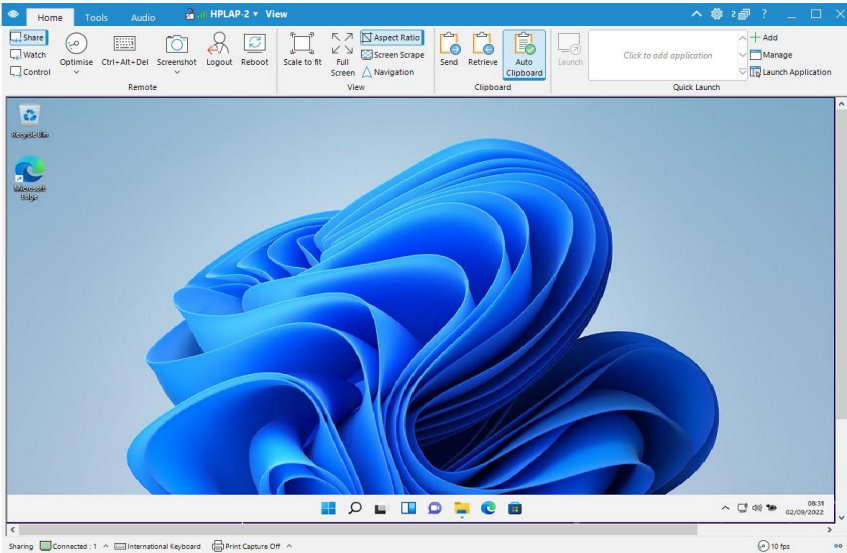 Home Tools Audio HPLAP-2 View 2 ?
Share
Watch
Control
Optimise Ctrl+Alt+Del Screenshot Logout Reboot
Remote
Scale to fit
Full
Screen
Aspect Ratio
Screen Scrape
Navigation
View
Send Retrieve Auto
Clipboard
Clipboard
Launch
Click to add application
Add
Manage
Launch Application
Quick Launch
Recycle Bin
Microsoft
Edge
08:31
02/09/2022
Sharing Connected : 1 International Keyboard Print Capture Off 10 fps